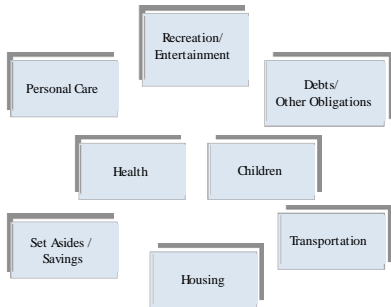 Recreation/
Entertainment
Personal Care
Debts/
Other Obligations
Health
Children
Set Asides /
Savings
Transportation
Housing